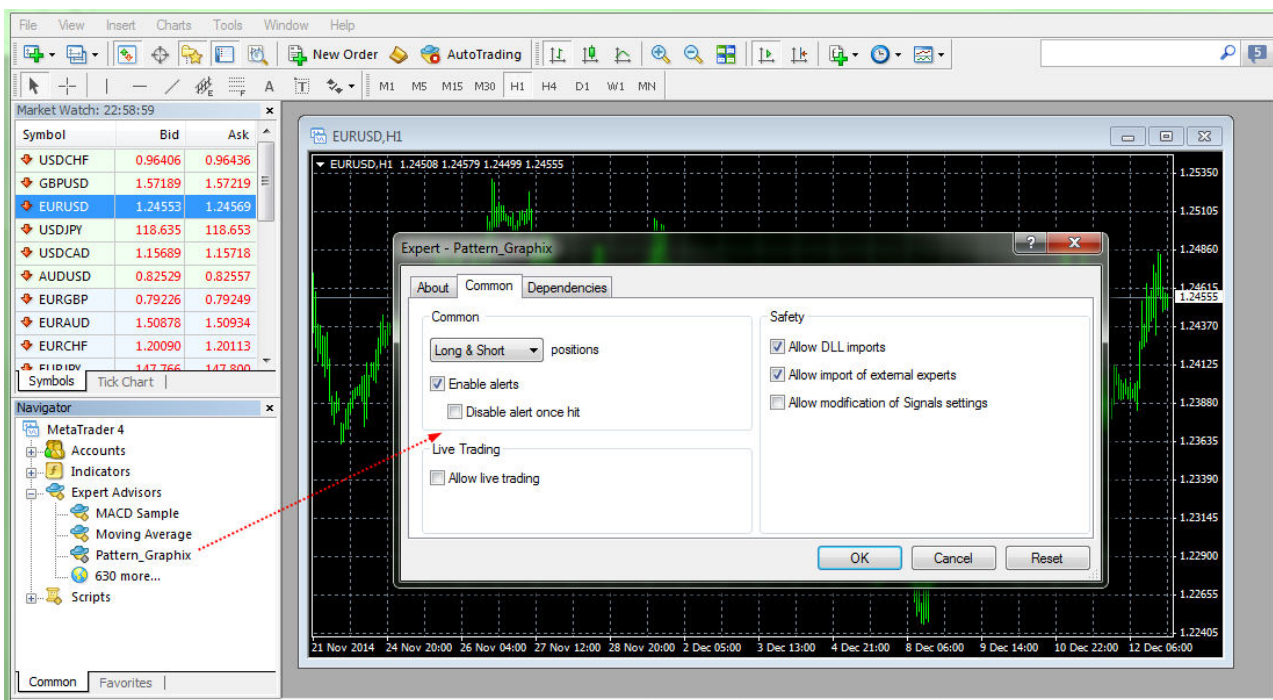 File View Insert Charts Tools Window Help
New Order AutoTrading 5
E F A T M1 M5 M15 M30 H1 H4 D1 W1 MN
Market Watch: 22:58:59
Symbol Bid Ask
USDCHF 0.96406 0.96436
GBPUSD 1.57189 1.57219
EURUSD 1.24553 1.24569
USDJPY 118.635 118.653
USDCAD 1.15689 1.15718
AUDUSD 0.82529 0.82557
EURGBP 0.79226 0.79249
EURAUD 1.50878 1.50934
EURCHF 1.20090 1.20113
EURJPY 147.766 147.800
Symbols Tick Chart
Navigator
MetaTrader 4
Accounts
Indicators
Expert Advisors
MACD Sample
Moving Average
Pattern_Graphix
630 more...
Scripts
Common Favorites
EURUSD,H1
EURUSD,H1 1.24508 1.24579 1.24499 1.24555
Expert - Pattern_Graphix
About Common Dependencies
Common
Long & Short positions
Enable alerts
Disable alert once hit
Live Trading
Allow live trading
Safety
Allow DLL imports
Allow import of external experts
Allow modification of Signals settings
OK Cancel Reset
1.25350
1.25105
1.24860
1.24615
1.24555
1.24370
1.24125
1.23880
1.23635
1.23390
1.23145
1.22900
1.22655
1.22405
21 Nov 2014 24 Nov 20:00 26 Nov 04:00 27 Nov 12:00 28 Nov 20:00 2 Dec 05:00 3 Dec 13:00 4 Dec 21:00 8 Dec 06:00 9 Dec 14:00 10 Dec 22:00 12 Dec 06:00